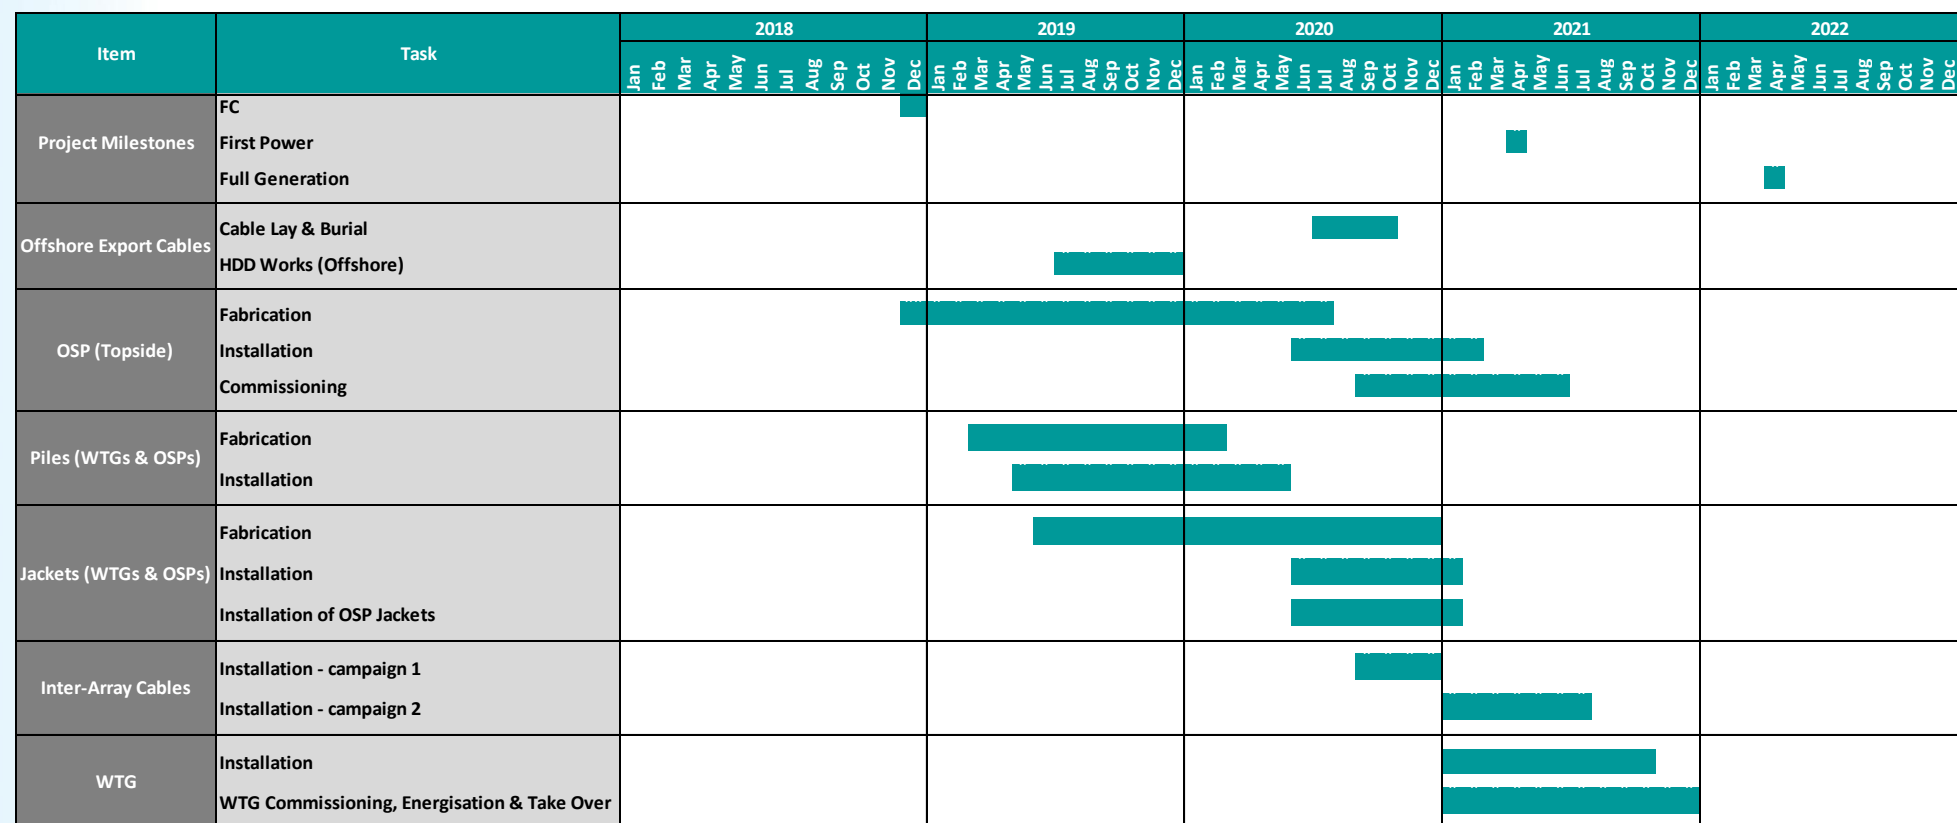 Item Task 2018 2019 2020 2021 2022
Jan Feb Mar Apr May Jun Jul Aug Sep Oct Nov Dec Jan Feb Mar Apr May Jun Jul Aug Sep Oct Nov Dec Jan Feb Mar Apr May Jun Jul Aug Sep Oct Nov Dec Jan Feb Mar Apr May Jun Jul Aug Sep Oct Nov Dec Jan Feb Mar Apr May Jun Jul Aug Sep Oct Nov Dec
Project Milestones
FC
First Power
Full Generation
Offshore Export Cables
Cable Lay & Burial
HDD Works (Offshore)
OSP (Topside)
Fabrication
Installation
Commissioning
Piles (WTGs & OSPs)
Fabrication
Installation
Jackets (WTGs & OSPs)
Fabrication
Installation
Installation of OSP Jackets
Inter-Array Cables
Installation - campaign 1
Installation - campaign 2
WTG
Installation
WTG Commissioning, Energisation & Take Over